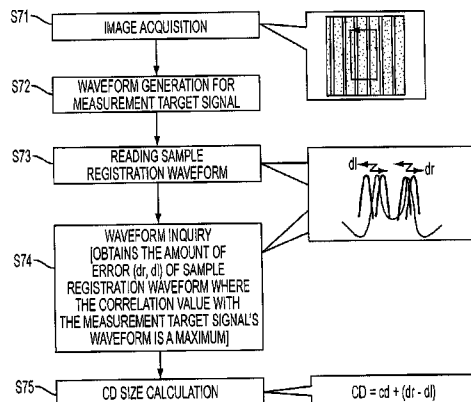 S71
IMAGE ACQUISITION
S72
WAVEFORM GENERATION FOR
MEASUREMENT TARGET SIGNAL
S73
READING SAMPLE
REGISTRATION WAVEFORM
dl
dr
S74
WAVEFORM INQUIRY
[OBTAINS THE AMOUNT OF
ERROR (dr, dl) OF SAMPLE
REGISTRATION WAVEFORM WHERE
THE CORRELATION VALUE WITH
THE MEASUREMENT TARGET SIGNAL'S
WAVEFORM IS A MAXIMUM]
S75
CD SIZE CALCULATION
CD = cd + (dr - dl)